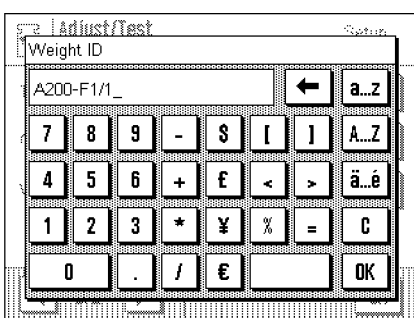 Adjust/Test Setup
Weight ID
A200-F1/1_ ← a...z
7 8 9 - $ [ ] A...Z
4 5 6 + £ < > ä...é
1 2 3 * ¥ % = C
0 . / € OK